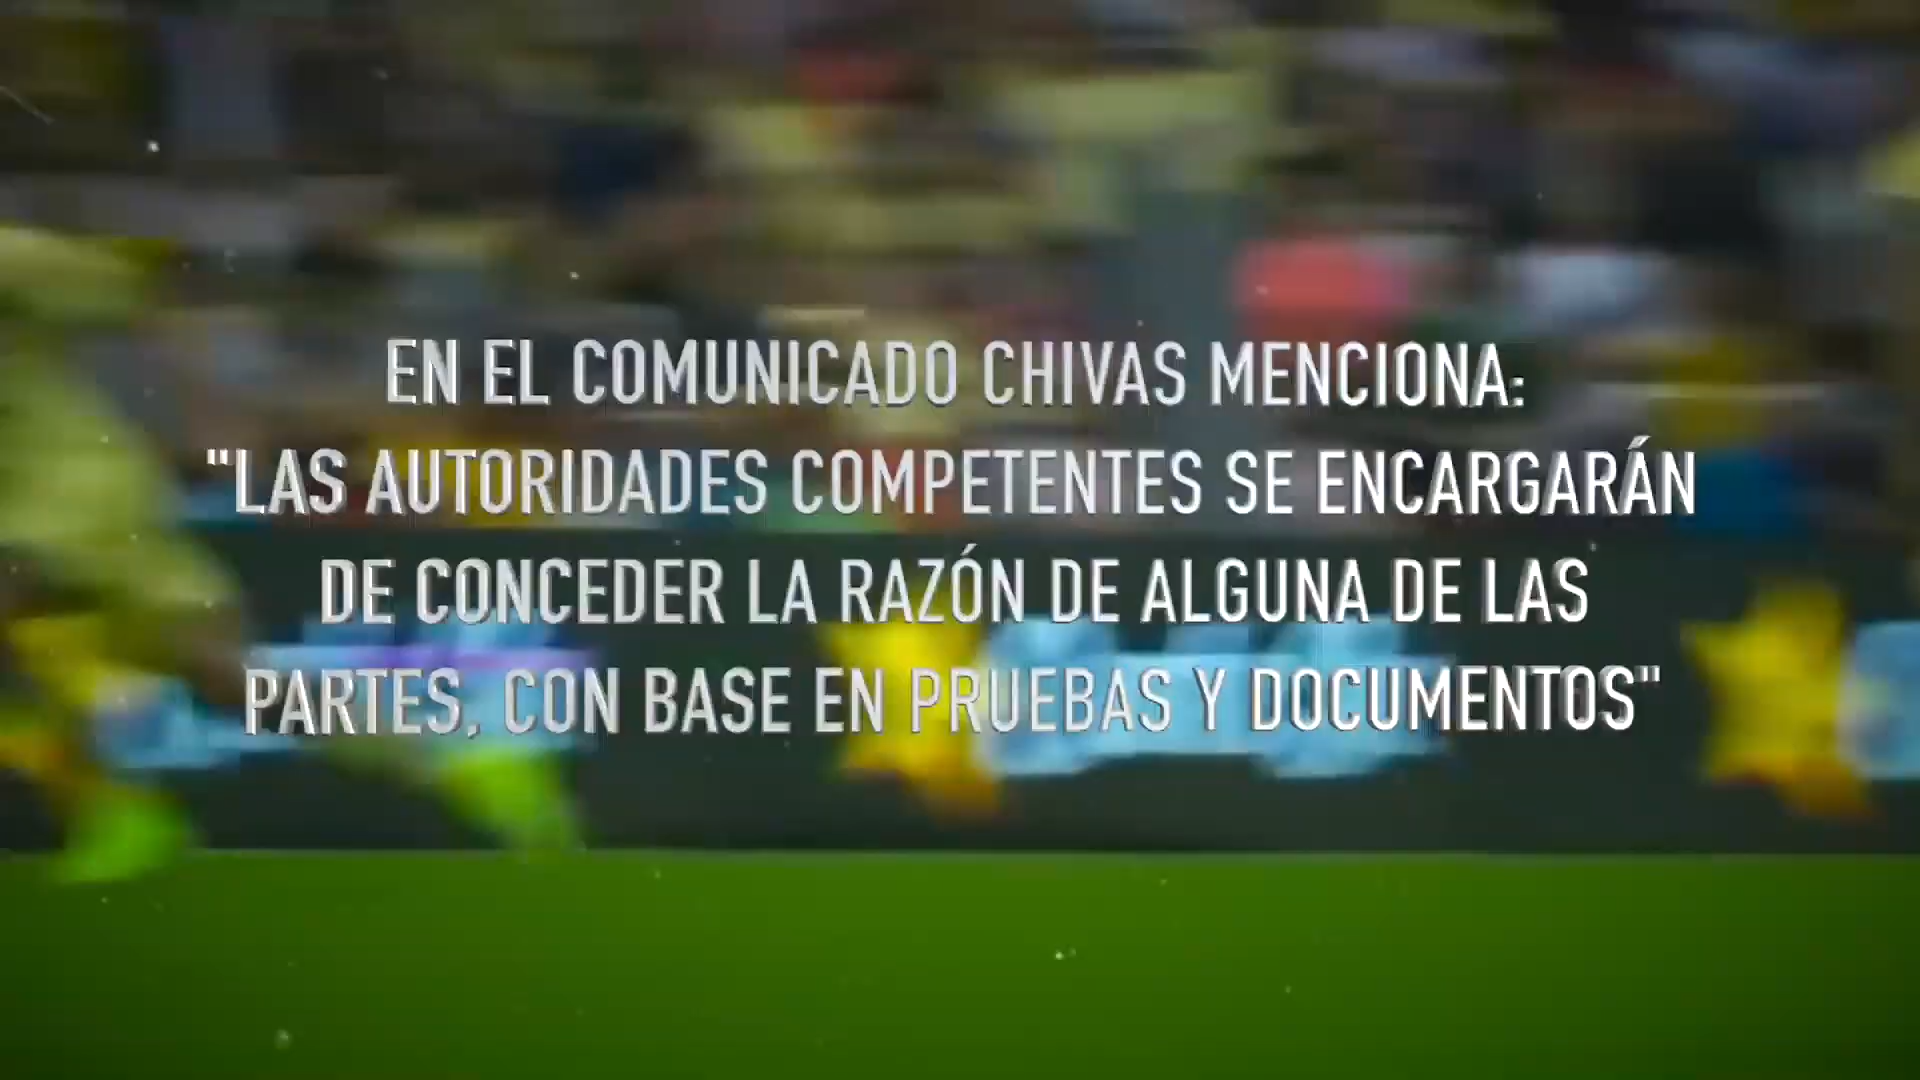 EN EL COMUNICADO CHIVAS MENCIONA:
"LAS AUTORIDADES COMPETENTES SE ENCARGARÁN
DE CONCEDER LA RAZÓN DE ALGUNA DE LAS
PARTES, CON BASE EN PRUEBAS Y DOCUMENTOS"